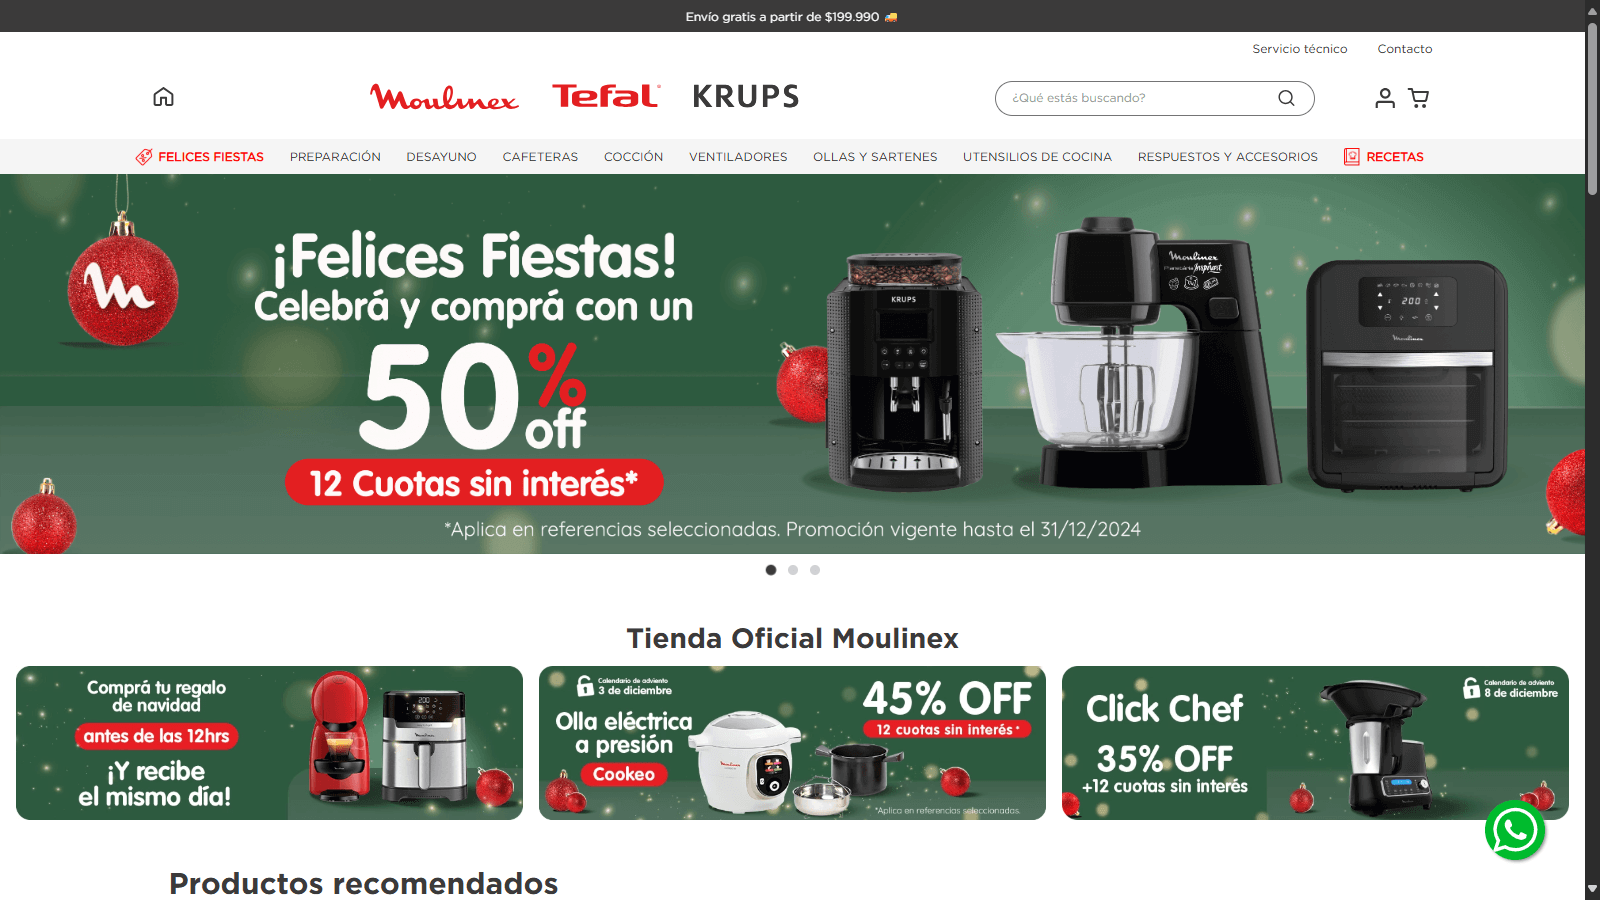 Envío gratis a partir de $199.990 🚚
Servicio técnico
Contacto
Moulinex
Tefal
KRUPS
¿Qué estás buscando?
FELICES FIESTAS
PREPARACIÓN
DESAYUNO
CAFETERAS
COCCIÓN
VENTILADORES
OLLAS Y SARTENES
UTENSILIOS DE COCINA
RESPUESTOS Y ACCESORIOS
RECETAS
¡Felices Fiestas!
Celebrá y comprá con un
50% off
12 Cuotas sin interés*
*Aplica en referencias seleccionadas. Promoción vigente hasta el 31/12/2024
KRUPS
Moulinex
200
Tienda Oficial Moulinex
Comprá tu regalo
de navidad
antes de las 12hrs
¡Y recibe
el mismo día!
Calendario de adviento
3 de diciembre
Olla eléctrica
a presión
Cookeo
45% OFF
12 cuotas sin interés*
*Aplica en referencias seleccionadas.
Calendario de adviento
8 de diciembre
Click Chef
35% OFF
+12 cuotas sin interés
Productos recomendados